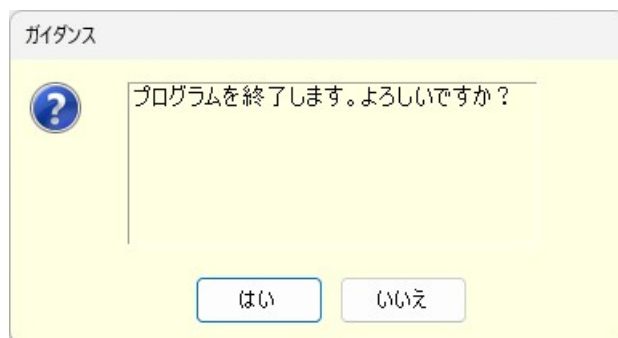 ガイダンス
プログラムを終了します。よろしいですか？
はい
いいえ